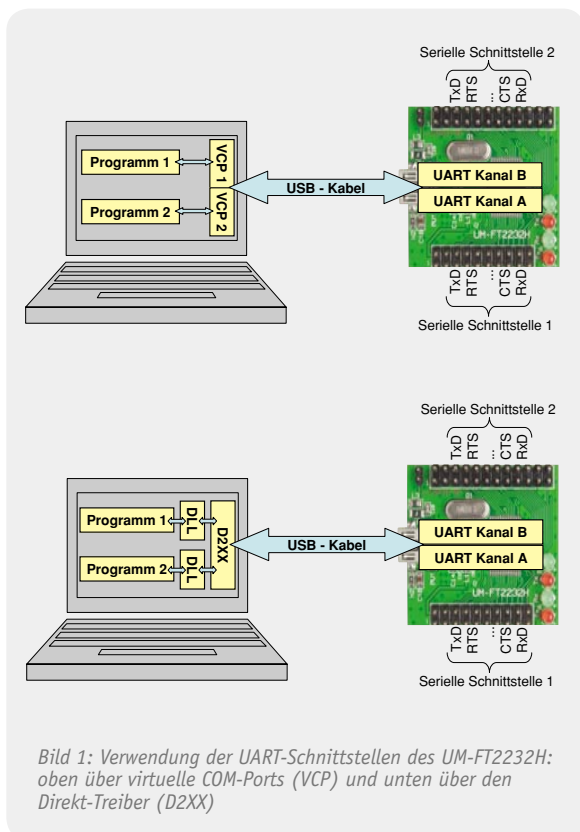 Serielle Schnittstelle 2
TxD
RTS
...
CTS
RxD
Programm 1
VCP 1
Programm 2
VCP 2
USB - Kabel
UART Kanal B
UART Kanal A
UM-FT2232H
TxD
RTS
...
CTS
RxD
Serielle Schnittstelle 1
Serielle Schnittstelle 2
TxD
RTS
...
CTS
RxD
Programm 1
DLL
D2XX
Programm 2
DLL
USB - Kabel
UART Kanal B
UART Kanal A
UM-FT2232H
TxD
RTS
...
CTS
RxD
Serielle Schnittstelle 1
Bild 1: Verwendung der UART-Schnittstellen des UM-FT2232H:
oben über virtuelle COM-Ports (VCP) und unten über den
Direkt-Treiber (D2XX)